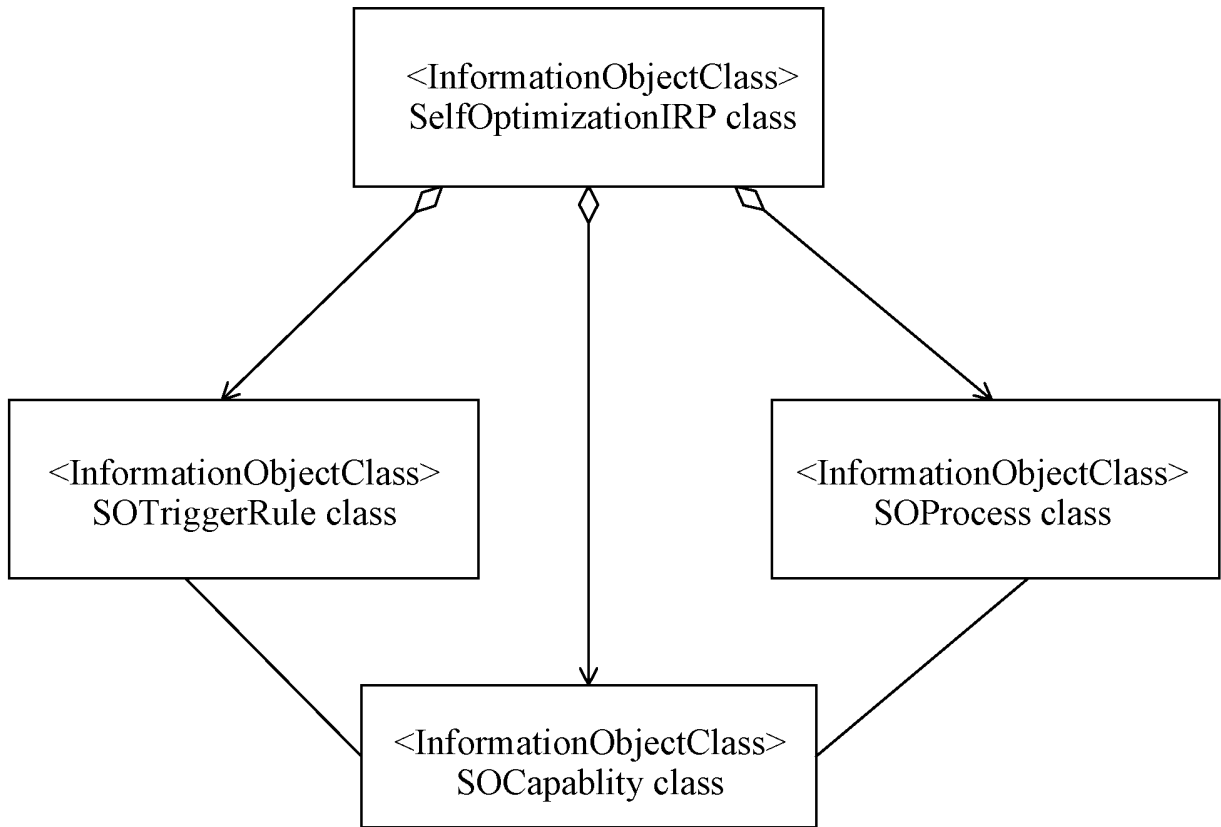 <InformationObjectClass>
SelfOptimizationIRP class
<InformationObjectClass>
SOTriggerRule class
<InformationObjectClass>
SOProcess class
<InformationObjectClass>
SOCapablity class